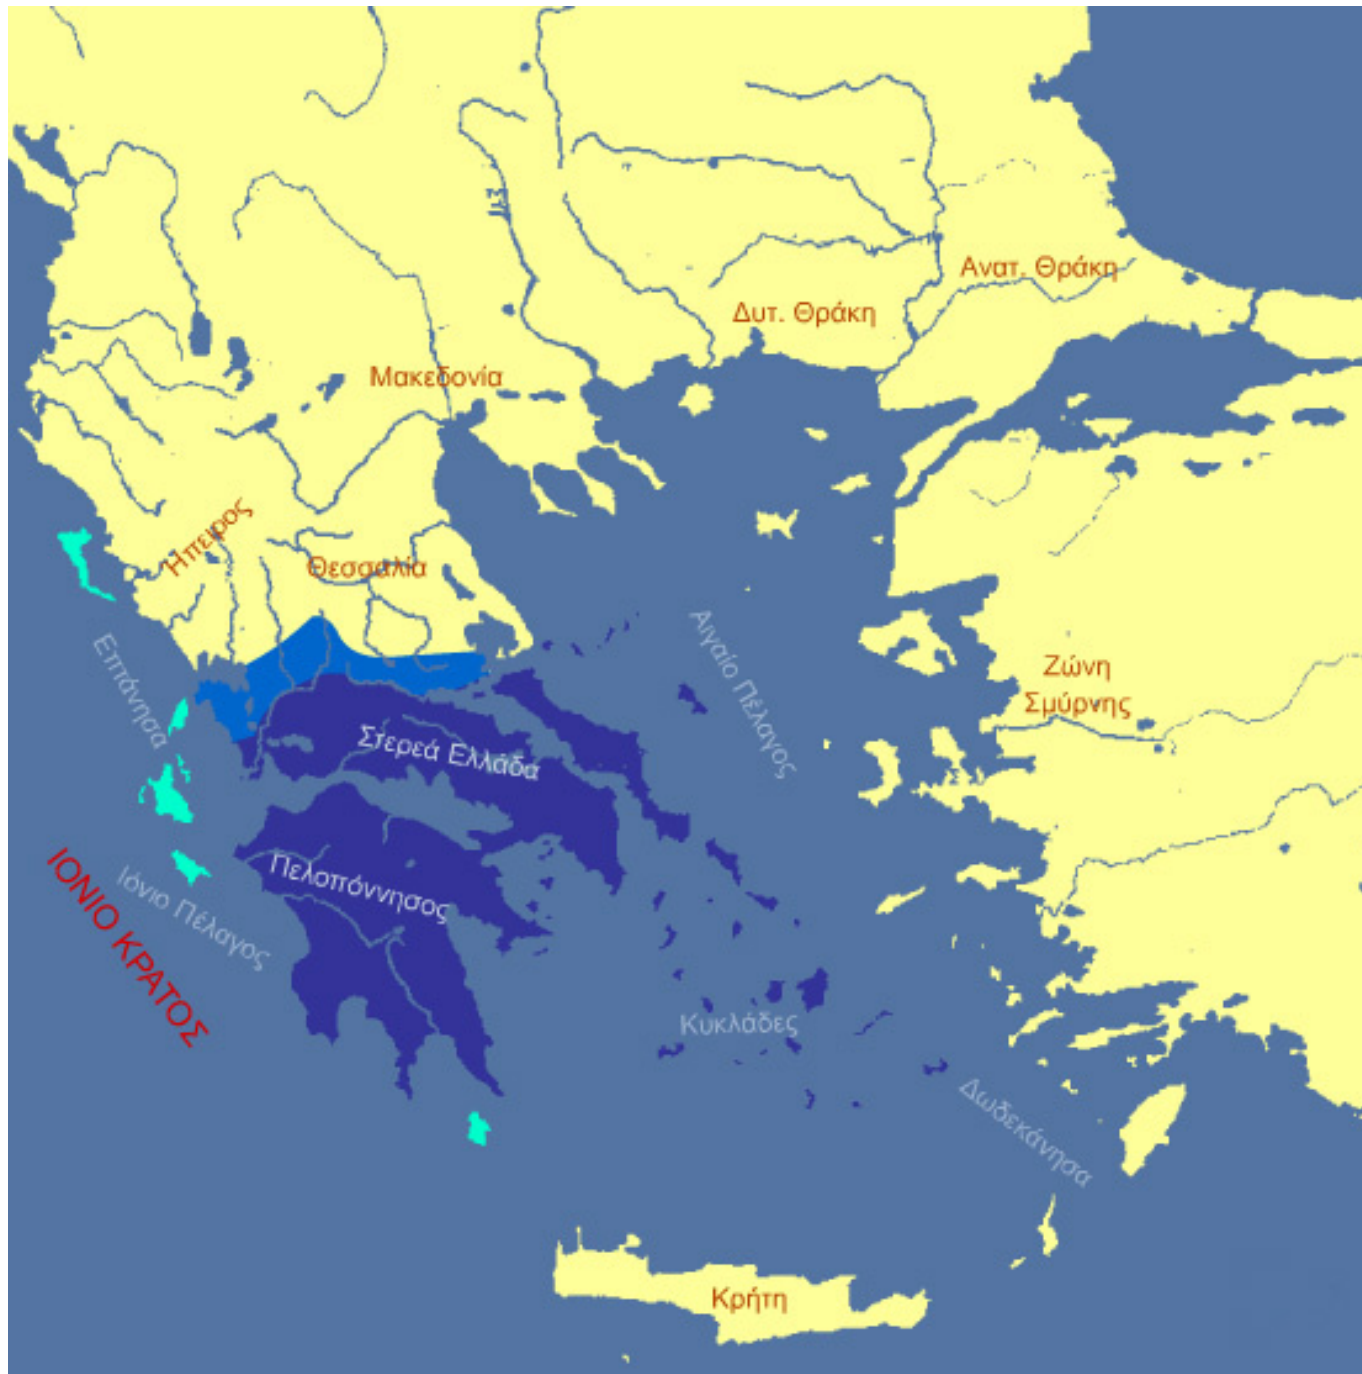 Ανατ. Θράκη
Δυτ. Θράκη
Μακεδονία
Ήπειρος
Θεσσαλία
Αιγαίο Πέλαγος
Επτάνησα
Ζώνη
Σμύρνης
Στερεά Ελλάδα
Πελοπόννησος
Ιόνιο Πέλαγος
ΙΟΝΙΟ ΚΡΑΤΟΣ
Κυκλάδες
Δωδεκάνησα
Κρήτη